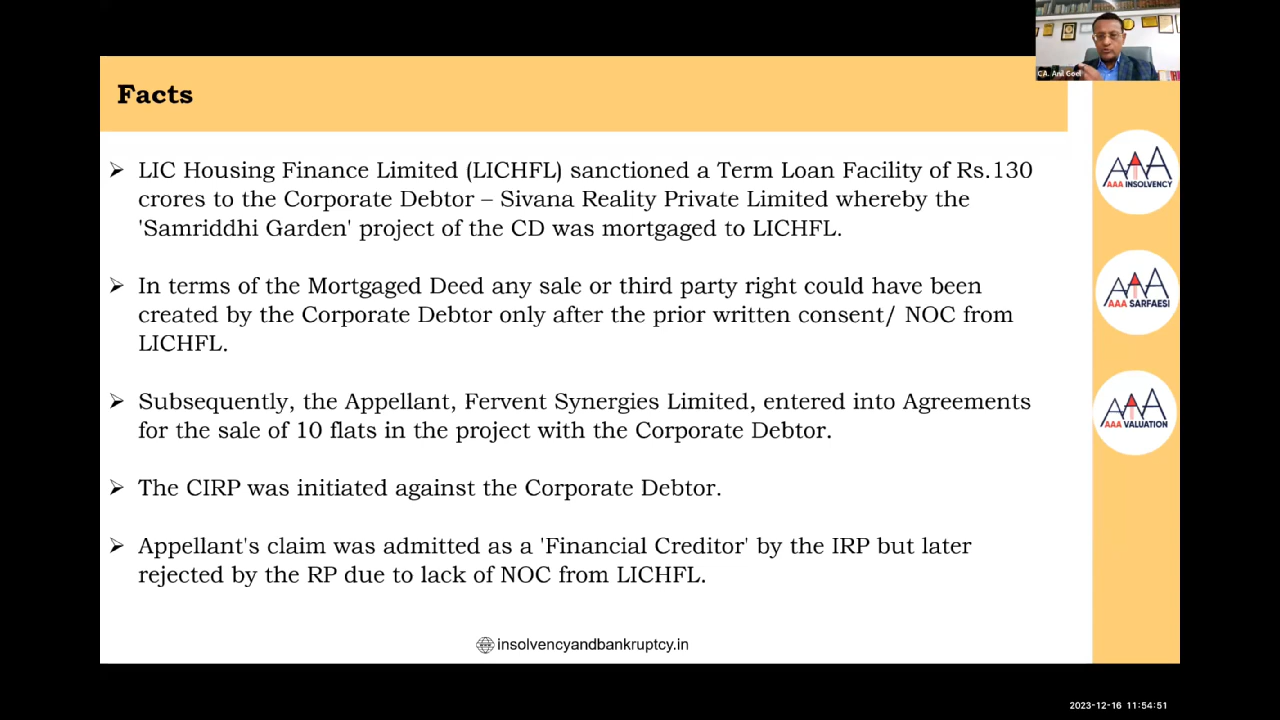 CA. Anil Goel
Facts
➢ LIC Housing Finance Limited (LICHFL) sanctioned a Term Loan Facility of Rs.130
crores to the Corporate Debtor – Sivana Reality Private Limited whereby the
'Samriddhi Garden' project of the CD was mortgaged to LICHFL.
➢ In terms of the Mortgaged Deed any sale or third party right could have been
created by the Corporate Debtor only after the prior written consent/ NOC from
LICHFL.
➢ Subsequently, the Appellant, Fervent Synergies Limited, entered into Agreements
for the sale of 10 flats in the project with the Corporate Debtor.
➢ The CIRP was initiated against the Corporate Debtor.
➢ Appellant's claim was admitted as a 'Financial Creditor' by the IRP but later
rejected by the RP due to lack of NOC from LICHFL.
AAA
AAA INSOLVENCY
AAA
AAA SARFAESI
AAA
AAA VALUATION
insolvencyandbankruptcy.in
2023-12-16 11:54:51